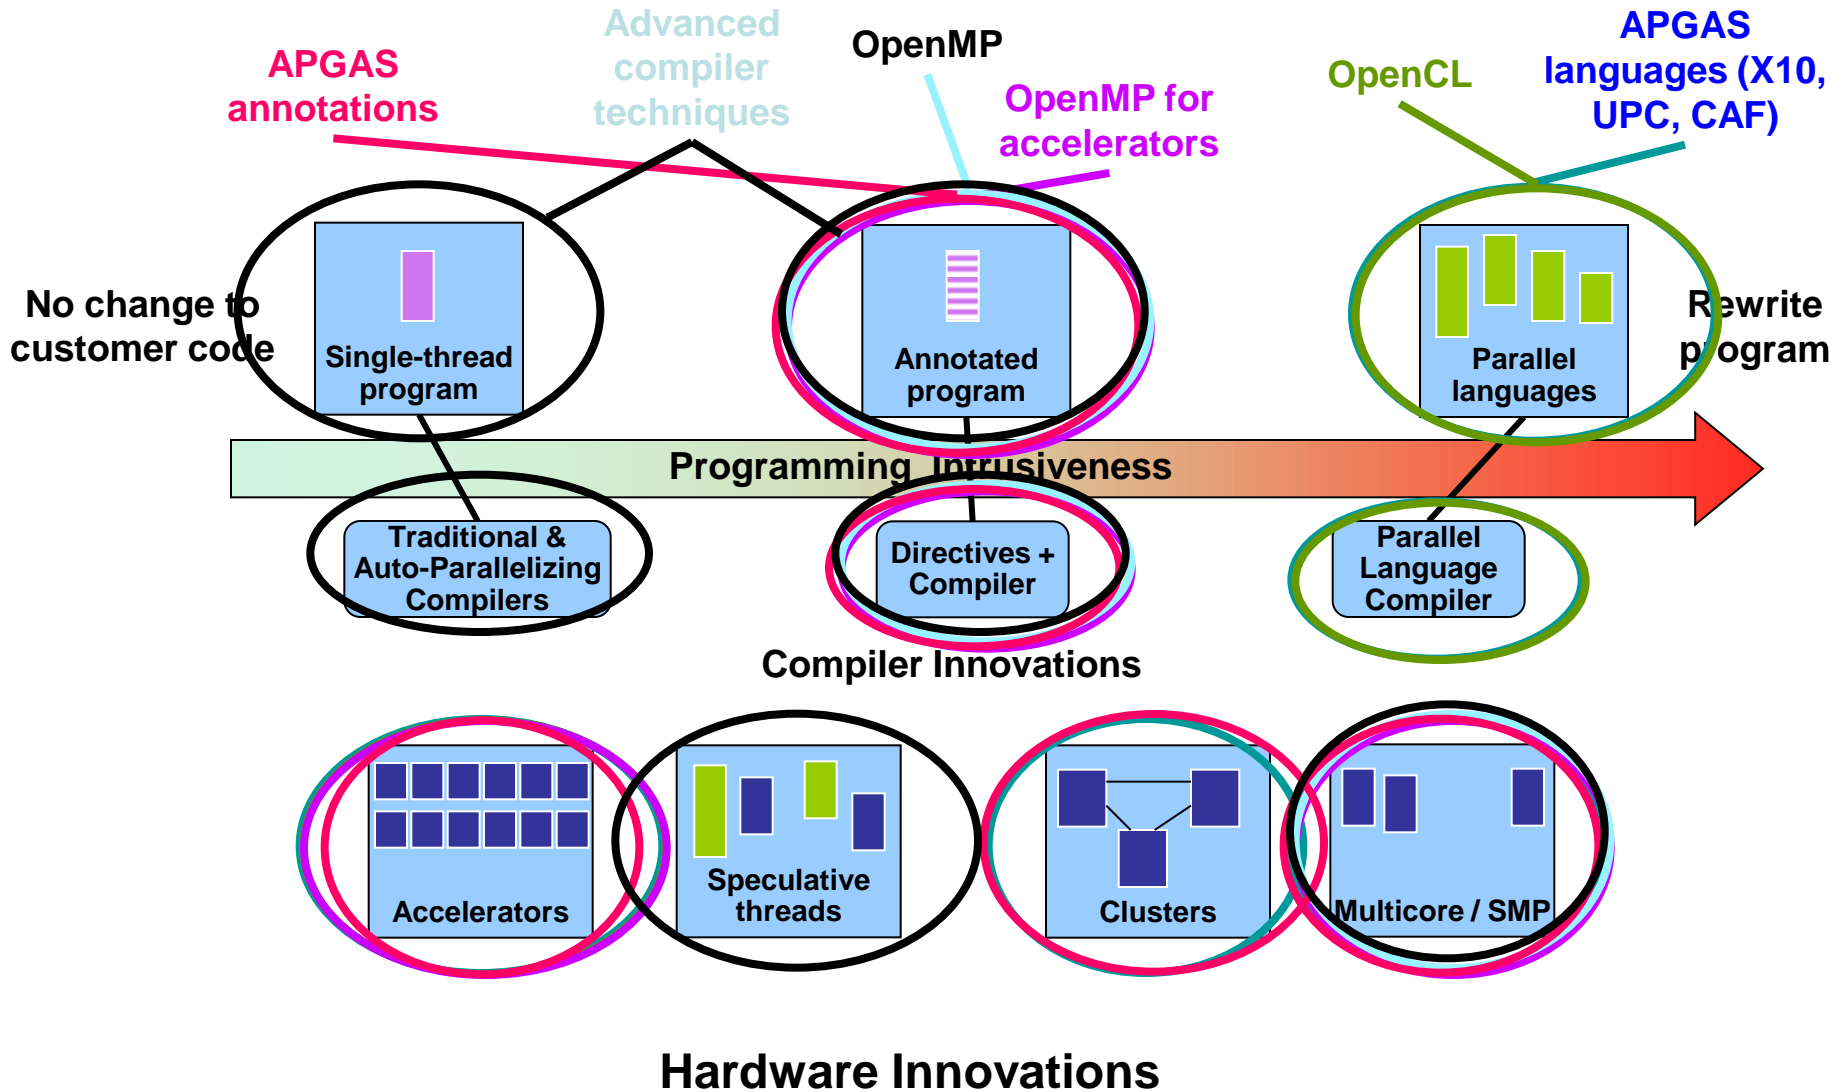 APGAS
annotations
Advanced
compiler
techniques
OpenMP
OpenMP for
accelerators
OpenCL
APGAS
languages (X10,
UPC, CAF)
No change to
customer code
Single-thread
program
Annotated
program
Parallel
languages
Rewrite
program
Programming Intrusiveness
Traditional &
Auto-Parallelizing
Compilers
Directives +
Compiler
Parallel
Language
Compiler
Compiler Innovations
Accelerators
Speculative
threads
Clusters
Multicore / SMP
Hardware Innovations